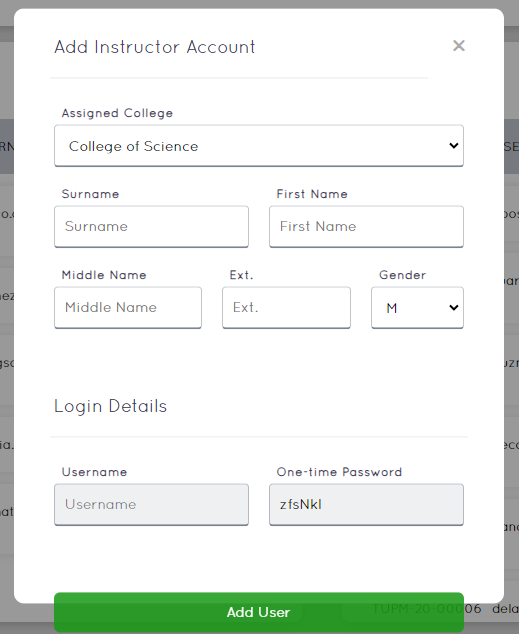 Add Instructor Account
×
Assigned College
College of Science
Surname First Name
Surname First Name
Middle Name Ext. Gender
Middle Name Ext. M
Login Details
Username One-time Password
Username zfsNkl
Add User
TUPM-20-00006 dela